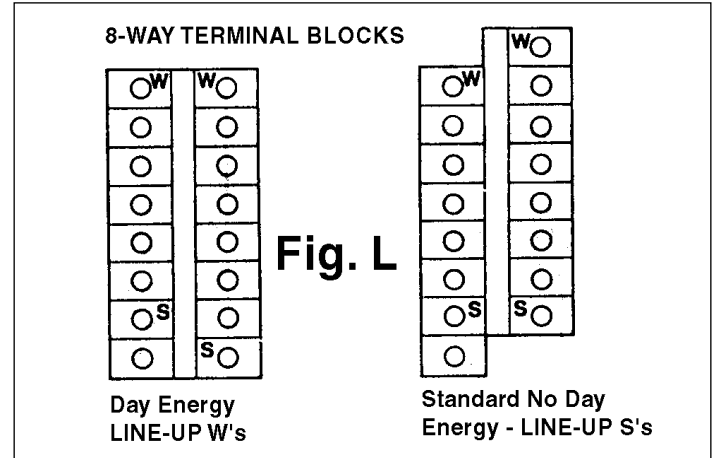 8-WAY TERMINAL BLOCKS
W W
W
W
Fig. L
S
S
S S
Day Energy
LINE-UP W's
Standard No Day
Energy - LINE-UP S's